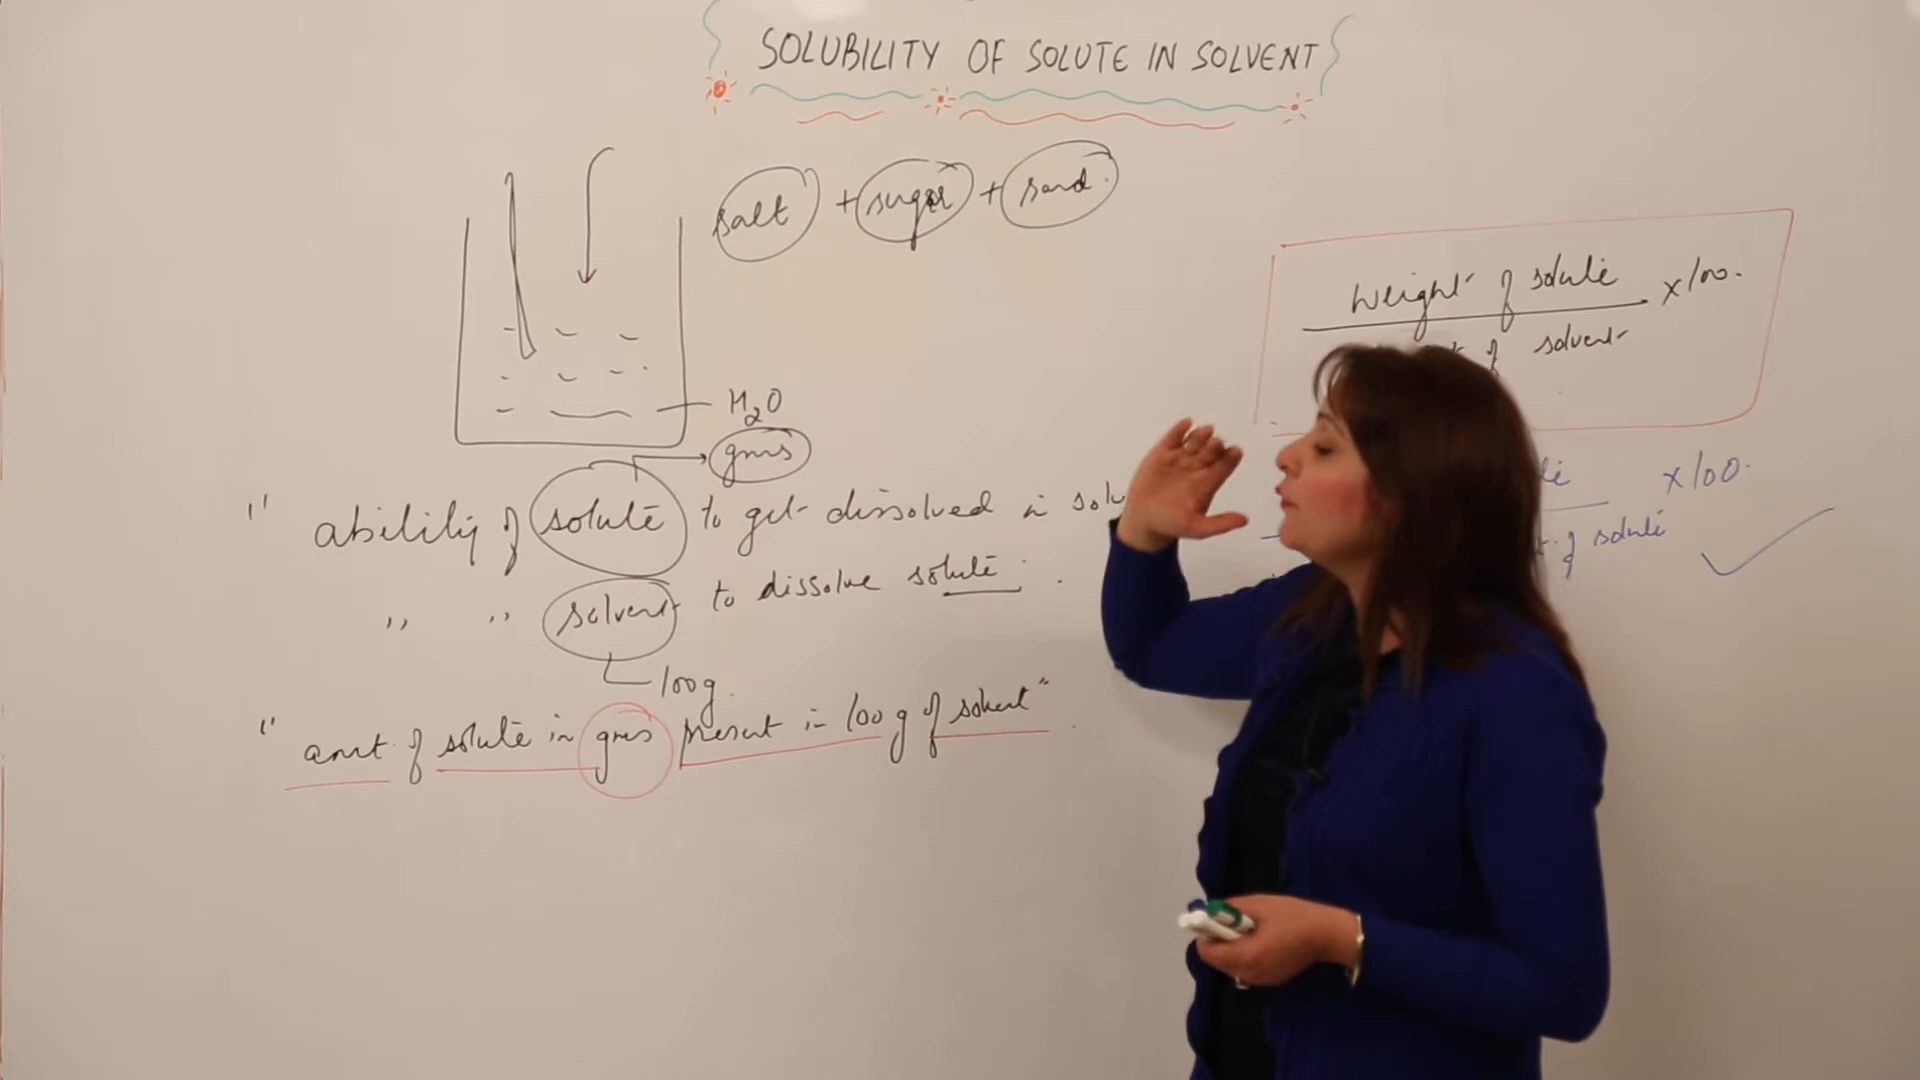 SOLUBILITY OF SOLUTE IN SOLVENT
salt + sugar + sand.
Weight of solute x100.
of solvent
H2O
gms
" ability of solute to get dissolved in
x100.
of solute
,, ,, solvent to dissolve solute.
100g.
" amt. of solute in gms present in 100 g of solvent".